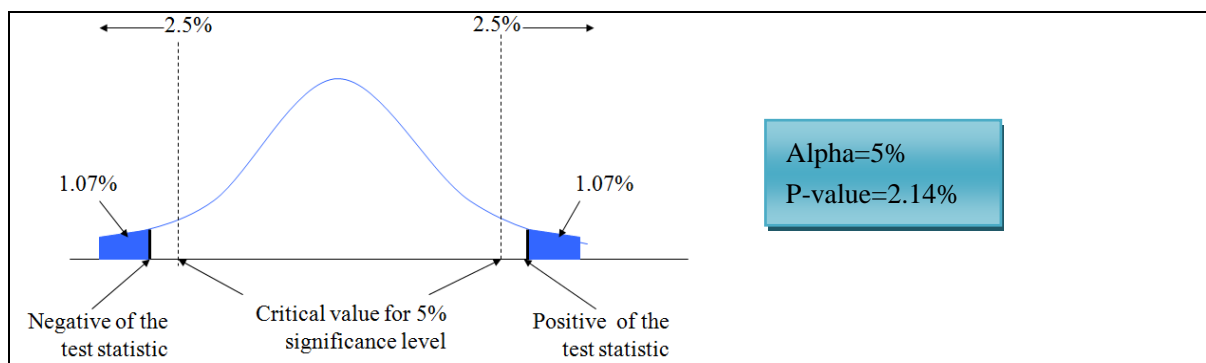 2.5%
2.5%
1.07%
1.07%
Negative of the
test statistic
Critical value for 5%
significance level
Positive of the
test statistic
Alpha=5%
P-value=2.14%